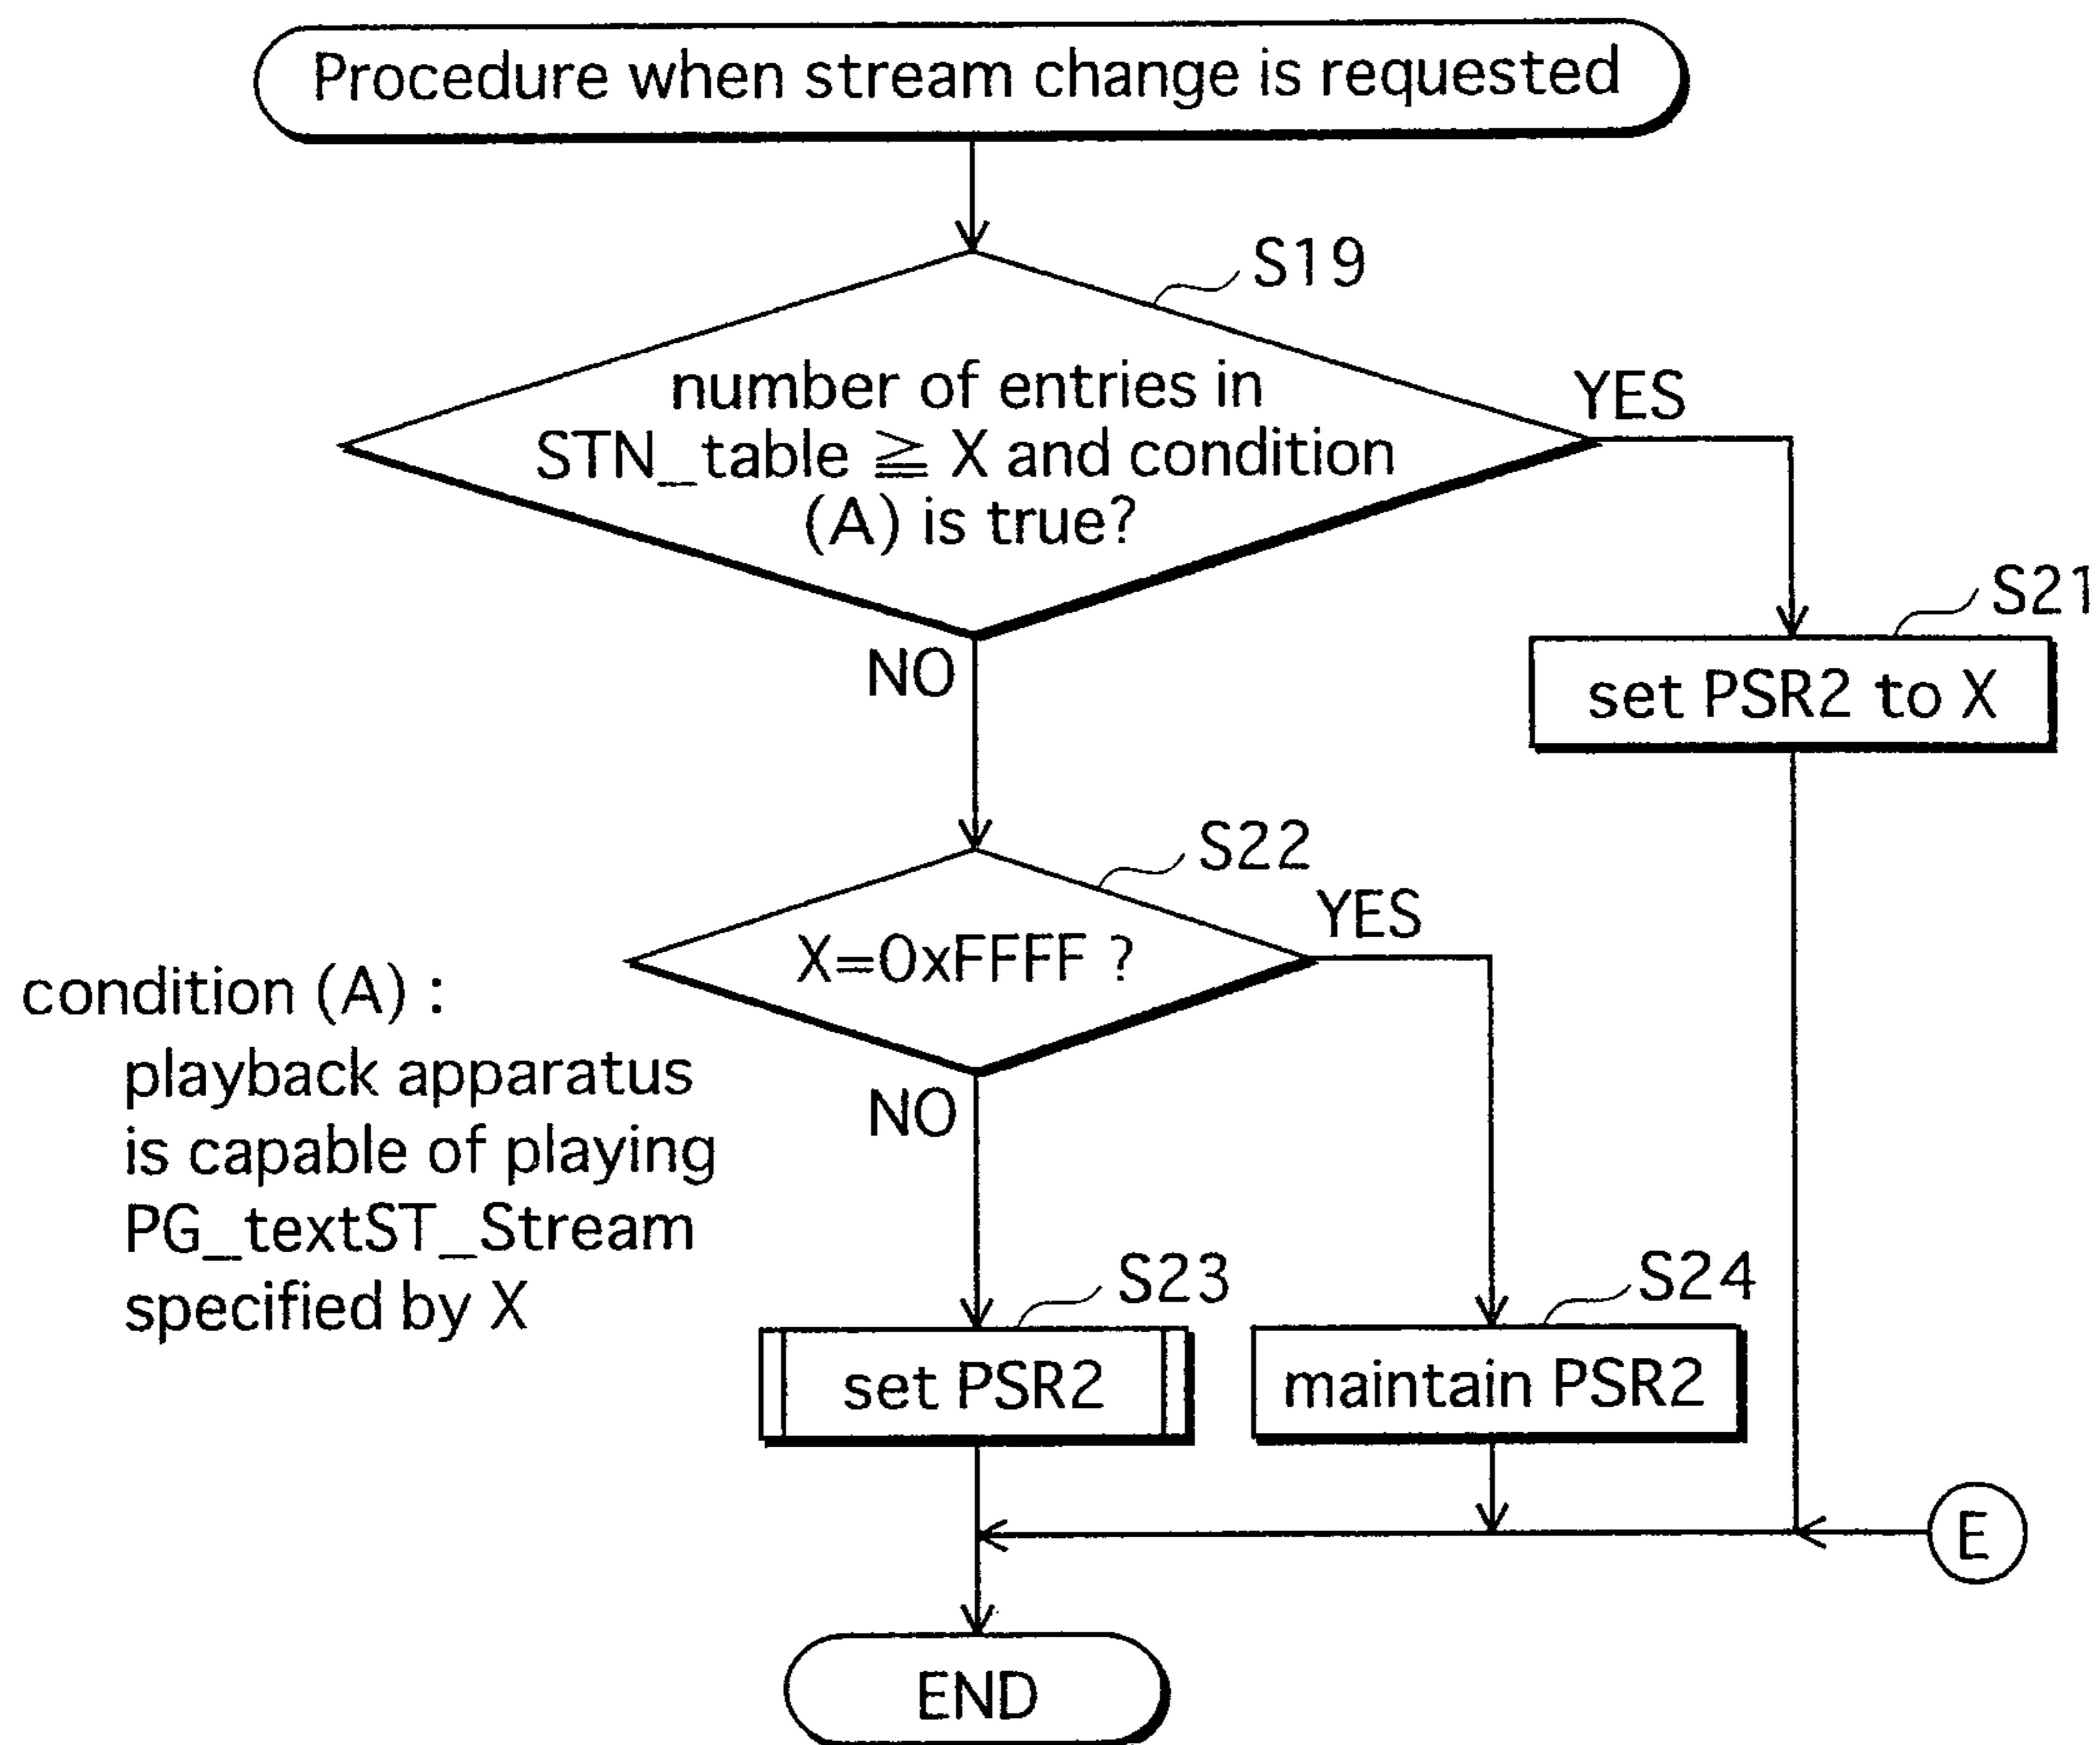 Procedure when stream change is requested
S19
number of entries in
STN_table ≧ X and condition
(A) is true?
YES
NO
S21
set PSR2 to X
S22
X=0xFFFF ?
YES
NO
condition (A) :
playback apparatus
is capable of playing
PG_textST_Stream
specified by X
S23
set PSR2
S24
maintain PSR2
E
END